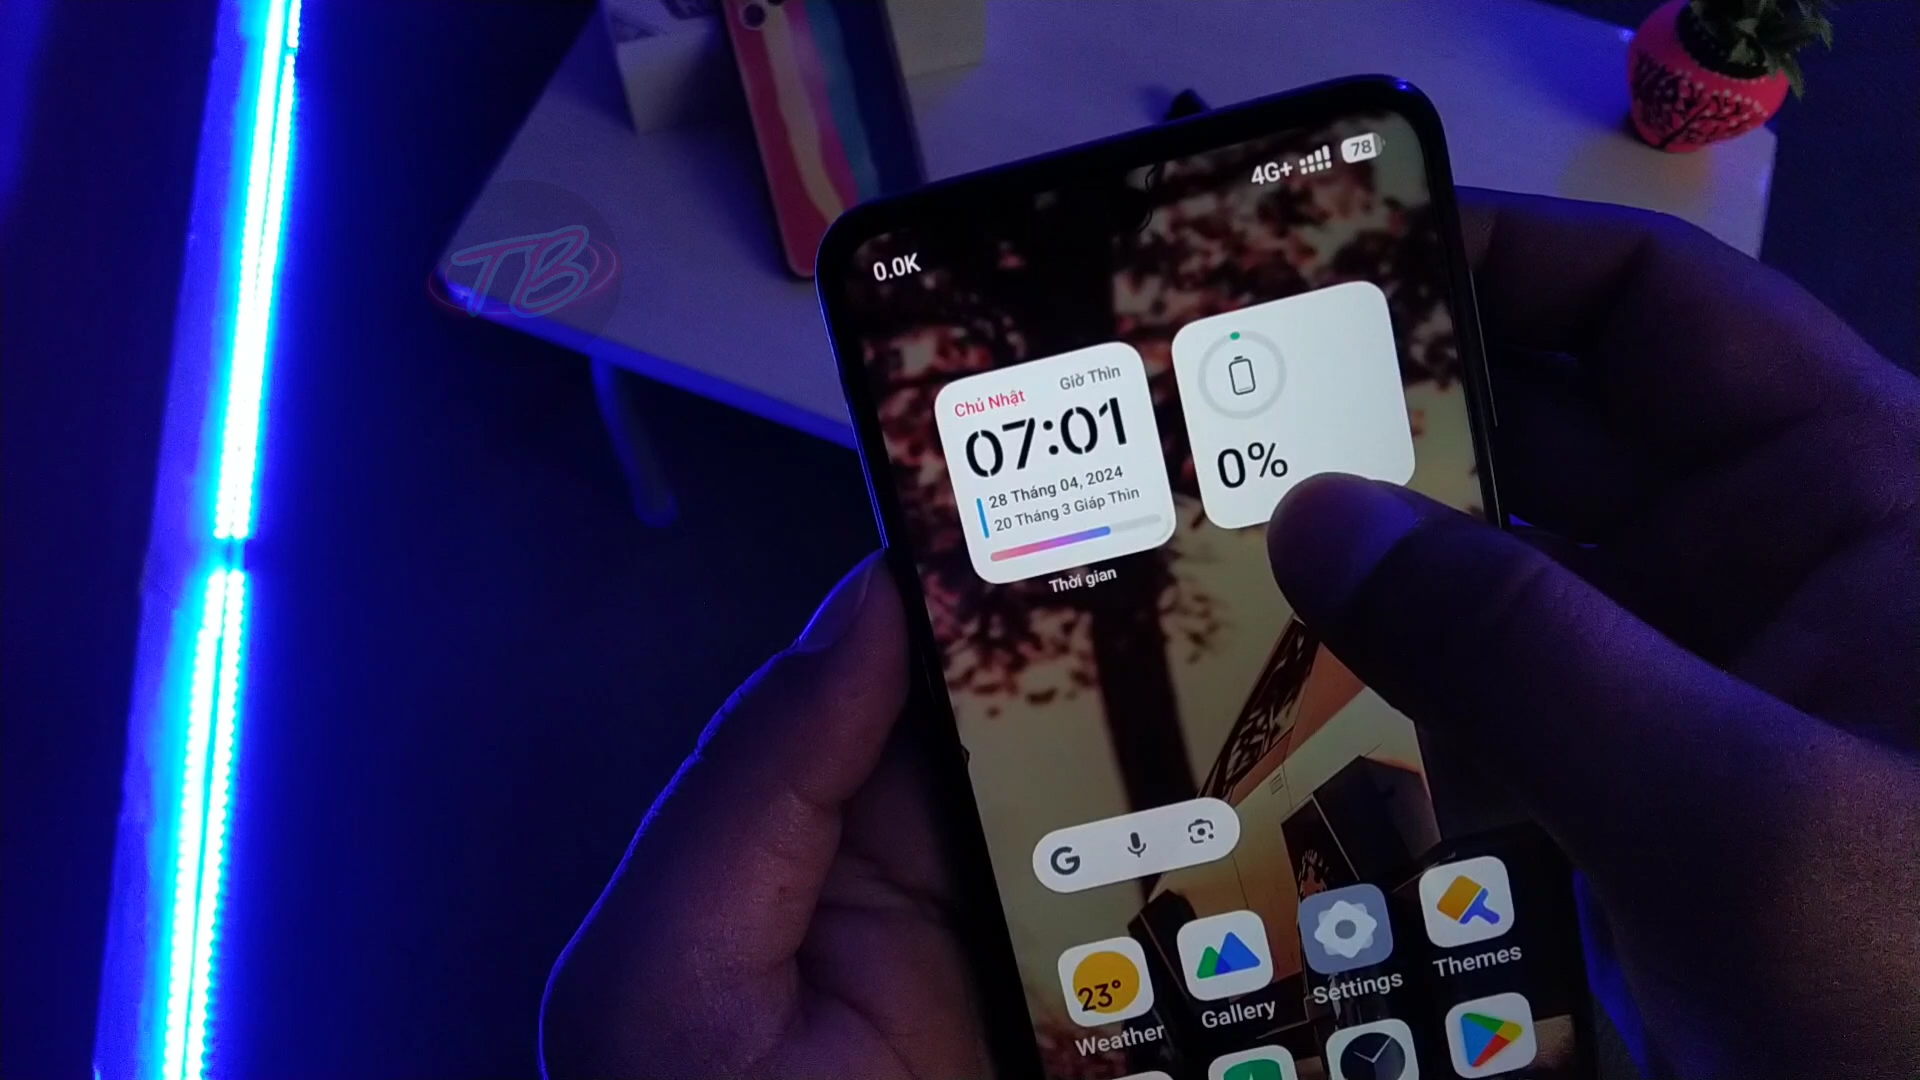 TB
4G+ 78
0.0K
Chủ Nhật Giờ Thìn
07:01
28 Tháng 04, 2024
20 Tháng 3 Giáp Thìn
Thời gian
0%
G
23°
Weather
Gallery
Settings
Themes